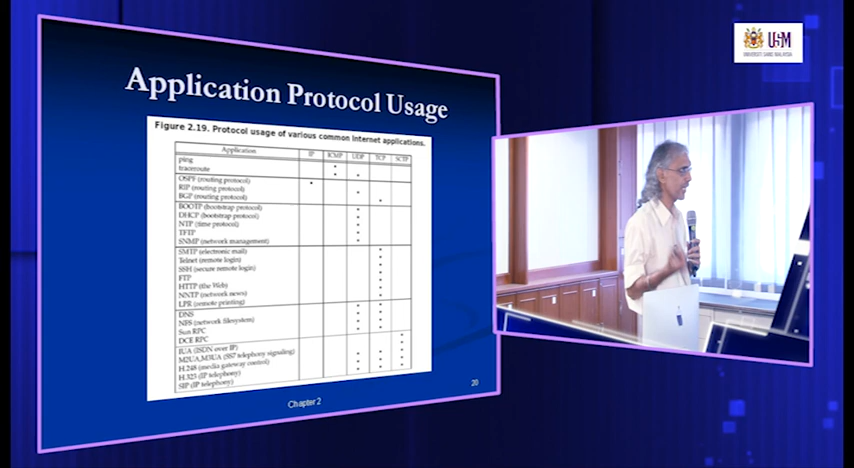 Application Protocol Usage
Figure 2.19. Protocol usage of various common Internet applications.
Application IP ICMP UDP TCP SCTP
ping •
traceroute • •
OSPF (routing protocol) •
RIP (routing protocol) •
BGP (routing protocol) •
BOOTP (bootstrap protocol) •
DHCP (bootstrap protocol) •
NTP (time protocol) •
TFTP •
SNMP (network management) •
SMTP (electronic mail) •
Telnet (remote login) •
SSH (secure remote login) •
FTP •
HTTP (the Web) •
NNTP (network news) •
LPR (remote printing) •
DNS • •
NFS (network filesystem) • •
Sun RPC • •
DCE RPC • •
IUA (ISDN over IP) •
M2UA,M3UA (SS7 telephony signaling) •
H.248 (media gateway control) • • •
H.323 (IP telephony) • • •
SIP (IP telephony) • • •
Chapter 2
20
USM
UNIVERSITI SAINS MALAYSIA